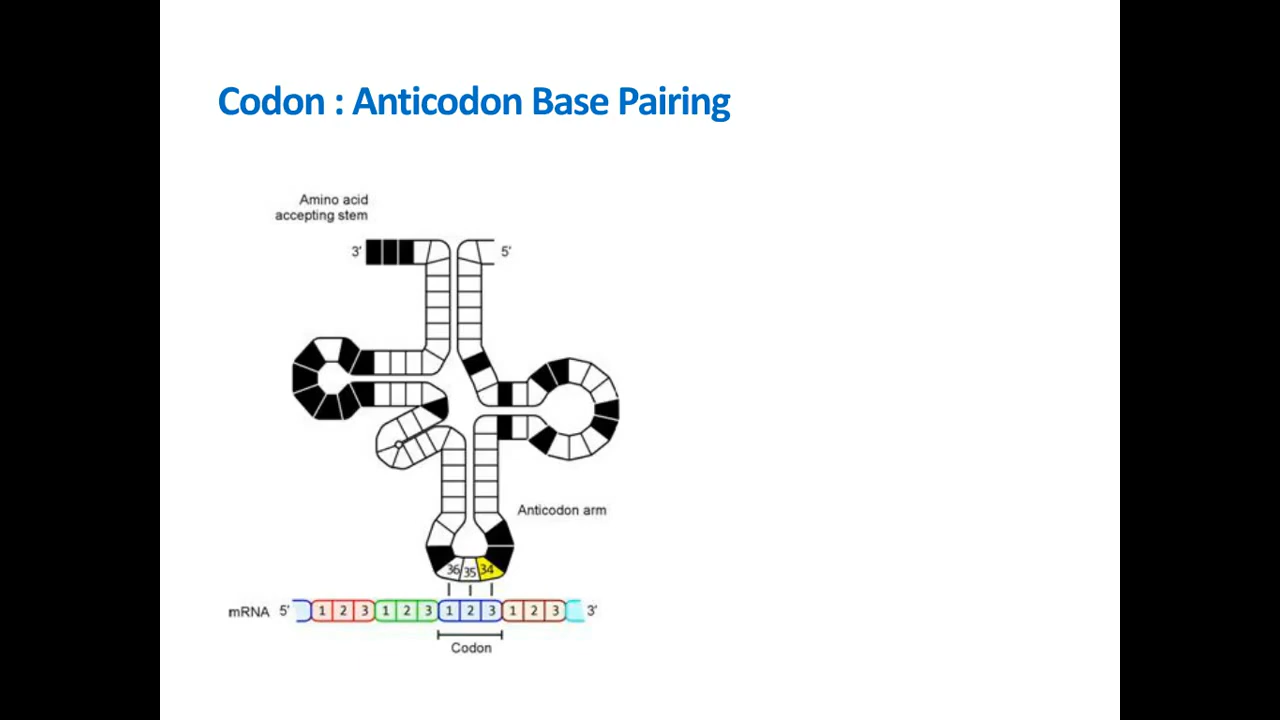 Codon : Anticodon Base Pairing
Amino acid
accepting stem
3' 5'
Anticodon arm
36 35 34
mRNA 5' 1 2 3 1 2 3 1 2 3 1 2 3 3'
Codon